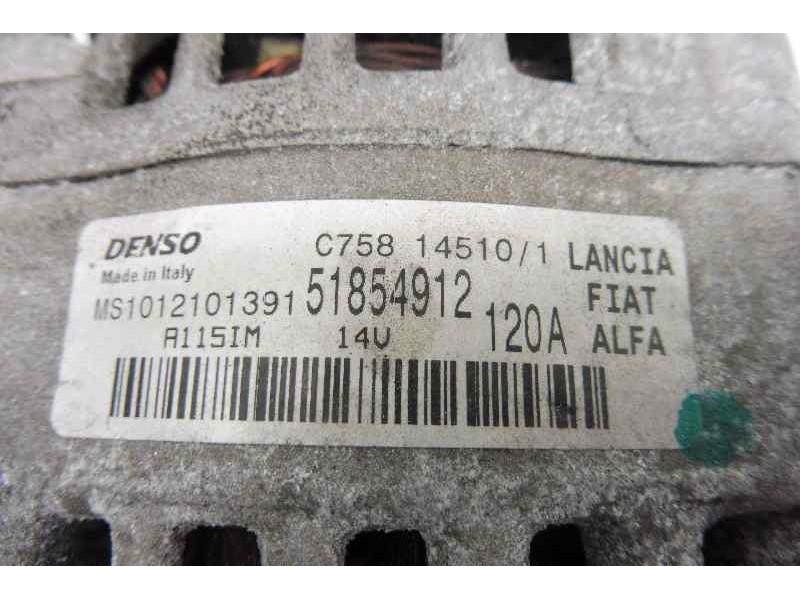 DENSO C758 14510/1 LANCIA
Made in Italy 51854912 FIAT
MS1012101391 120A ALFA
A115IM 14V